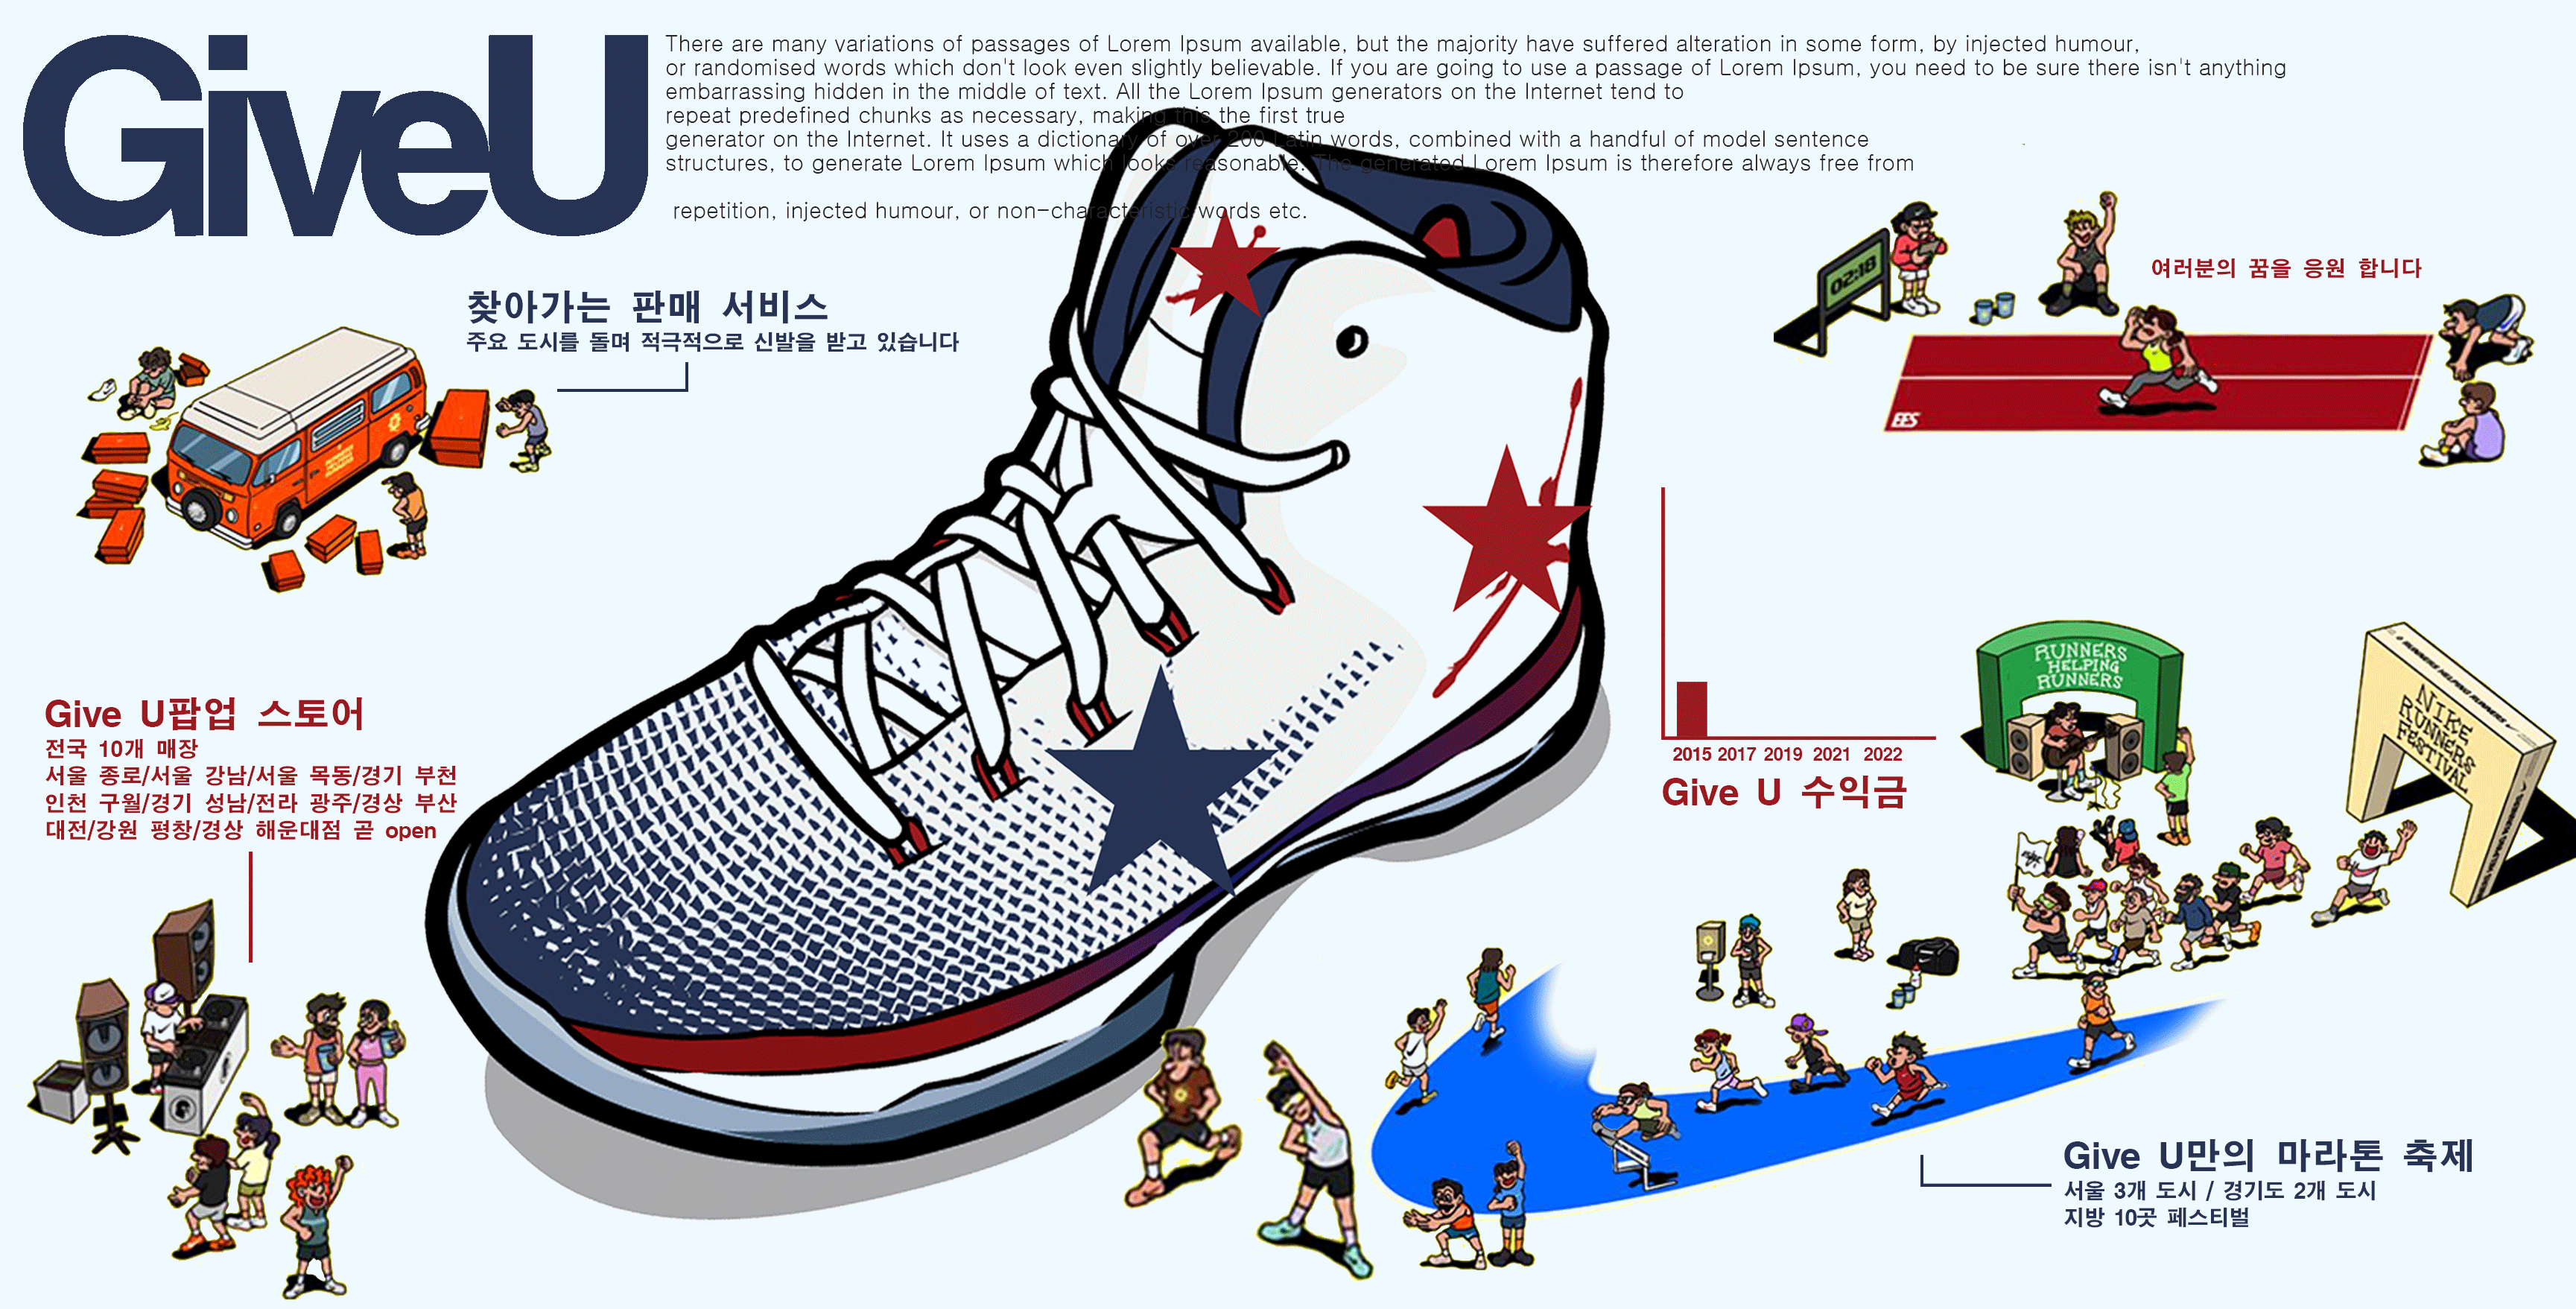 GiveU
There are many variations of passages of Lorem Ipsum available, but the majority have suffered alteration in some form, by injected humour,
or randomised words which don't look even slightly believable. If you are going to use a passage of Lorem Ipsum, you need to be sure there isn't anything
embarrassing hidden in the middle of text. All the Lorem Ipsum generators on the Internet tend to
repeat predefined chunks as necessary, making this the first true
generator on the Internet. It uses a dictionary of over 200 Latin words, combined with a handful of model sentence
structures, to generate Lorem Ipsum which looks reasonable. The generated Lorem Ipsum is therefore always free from
repetition, injected humour, or non-characteristic words etc.
찾아가는 판매 서비스
주요 도시를 돌며 적극적으로 신발을 받고 있습니다
02:18
여러분의 꿈을 응원 합니다
EES
Give U팝업 스토어
전국 10개 매장
서울 종로/서울 강남/서울 목동/경기 부천
인천 구월/경기 성남/전라 광주/경상 부산
대전/강원 평창/경상 해운대점 곧 open
2015 2017 2019 2021 2022
Give U 수익금
RUNNERS
HELPING
RUNNERS
RUNNERS HELPING RUNNERS
NIKE
RUNNERS
FESTIVAL
Give U만의 마라톤 축제
서울 3개 도시 / 경기도 2개 도시
지방 10곳 페스티벌